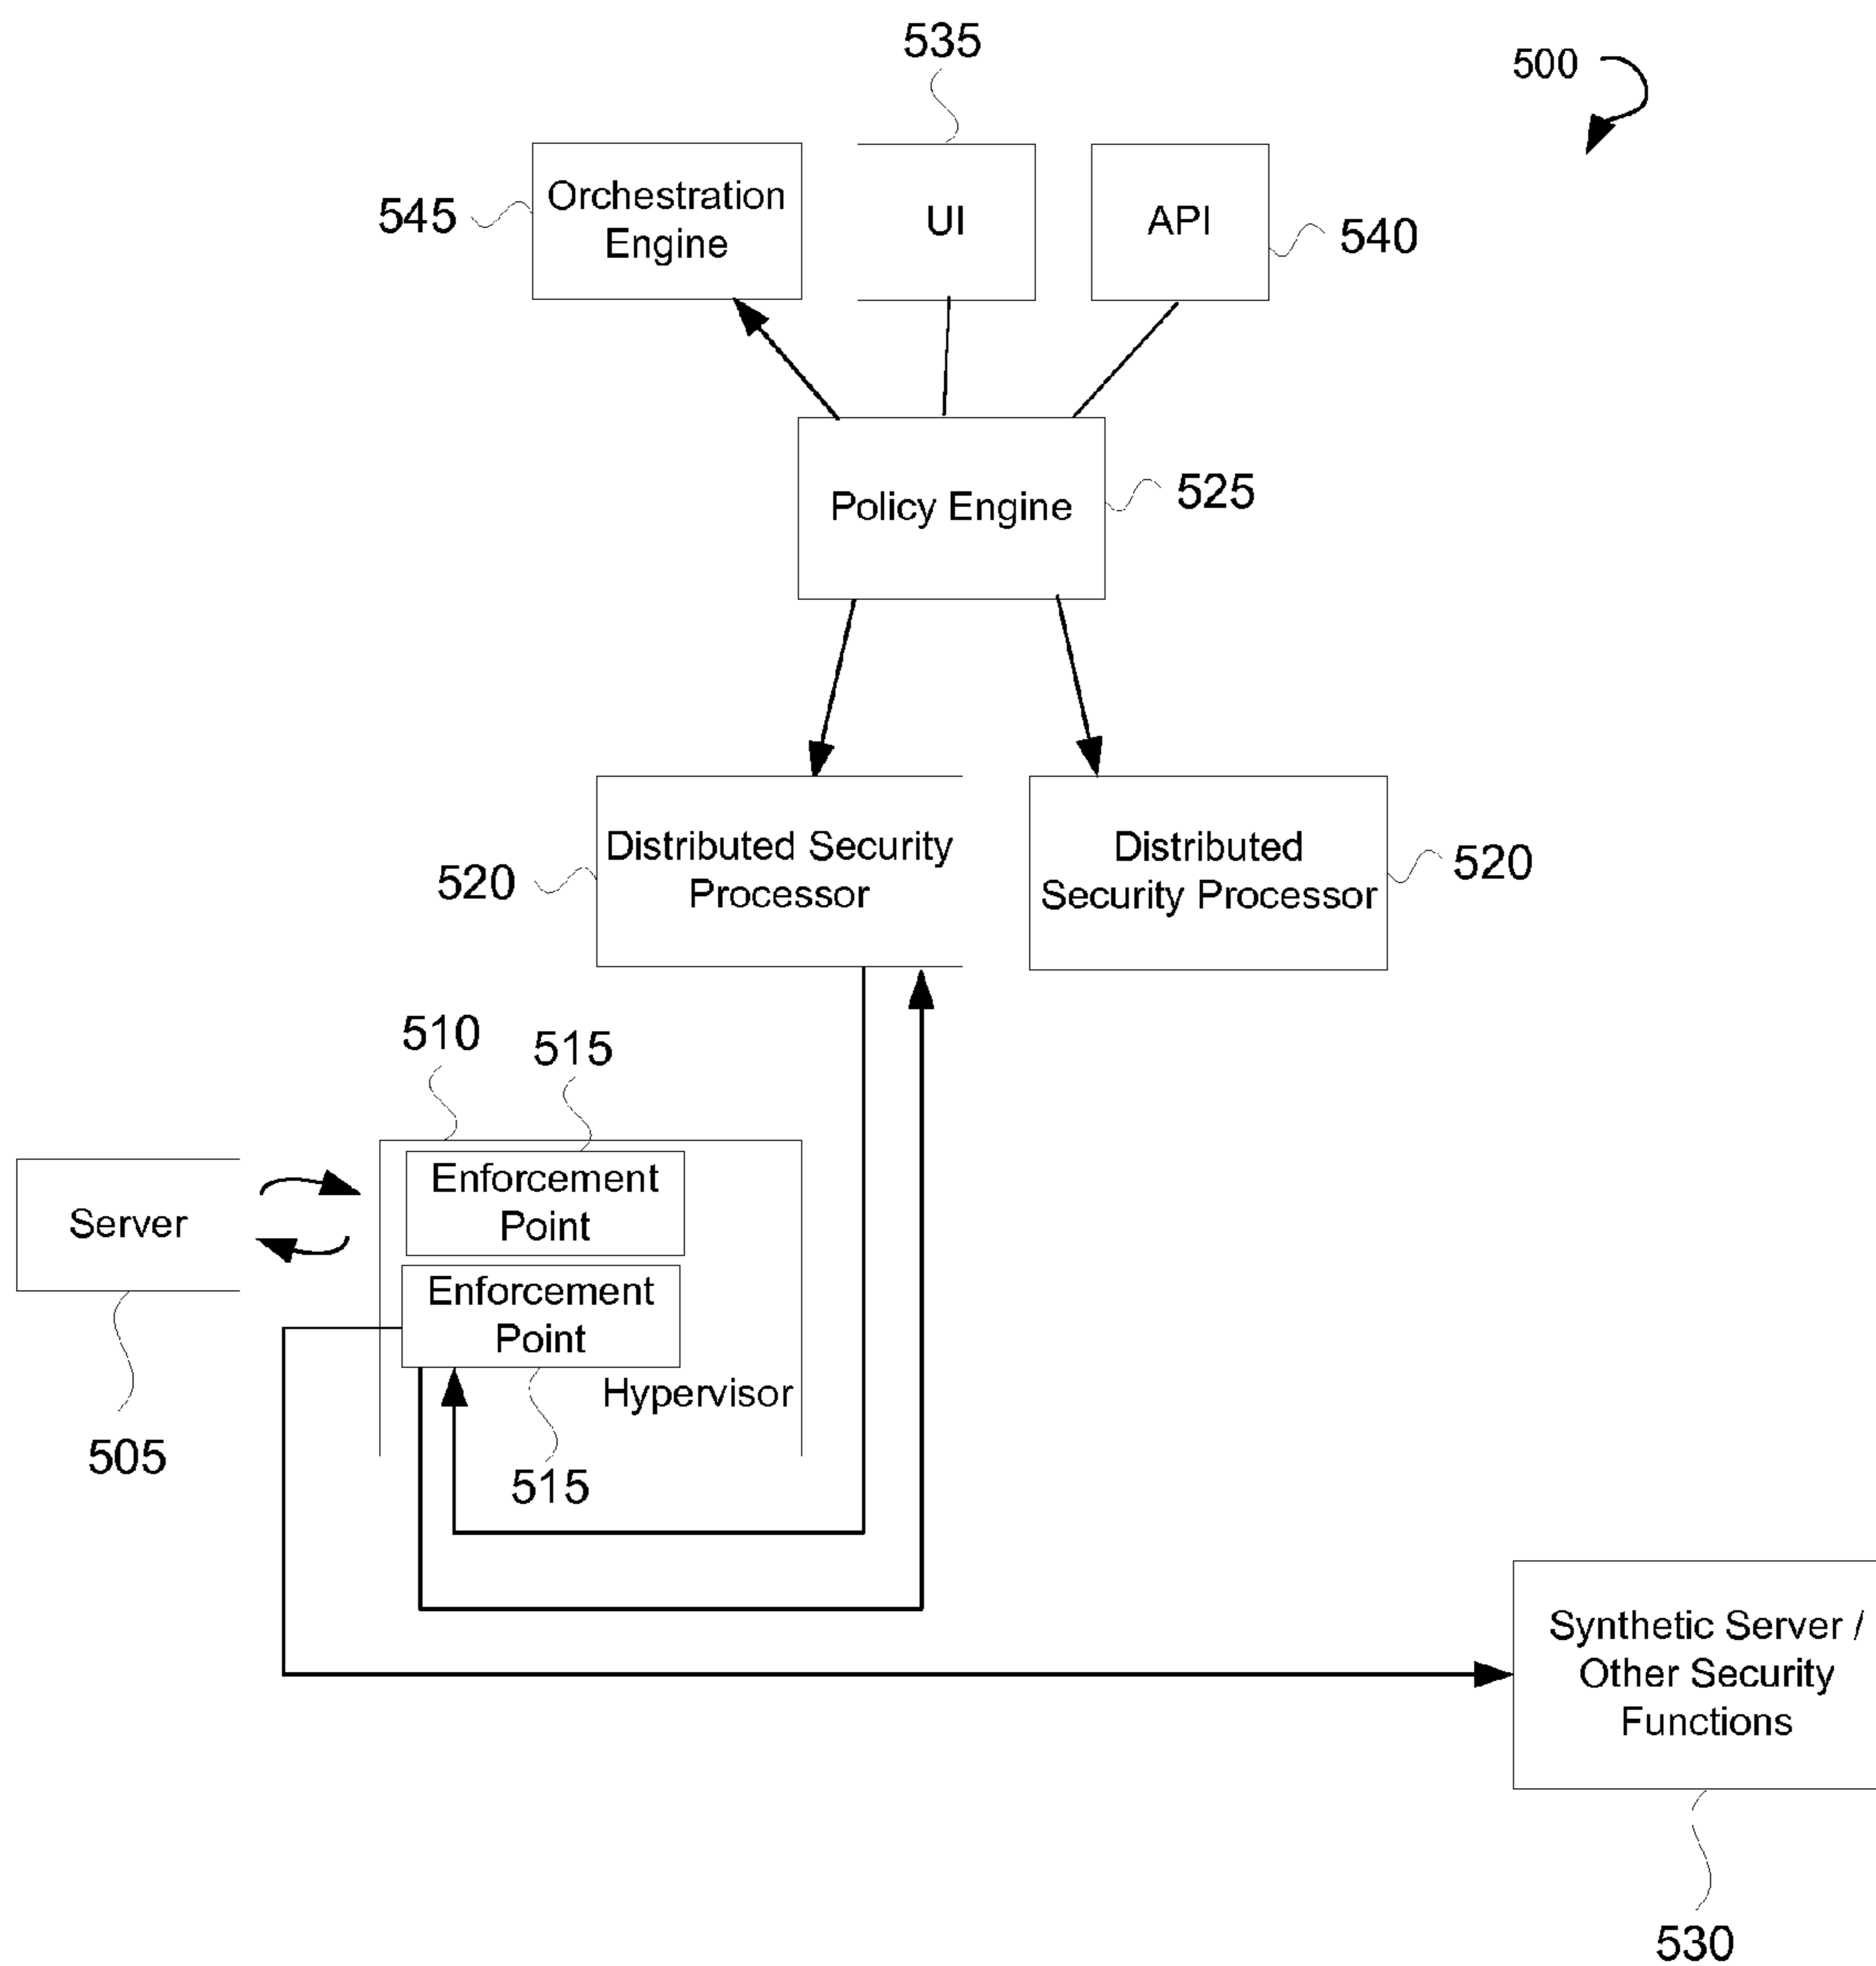 535
500
Orchestration
Engine
545
UI
API
540
Policy Engine
525
Distributed Security
Processor
520
Distributed
Security Processor
520
510
515
Enforcement
Point
Server
Enforcement
Point
Hypervisor
505
515
Synthetic Server /
Other Security
Functions
530